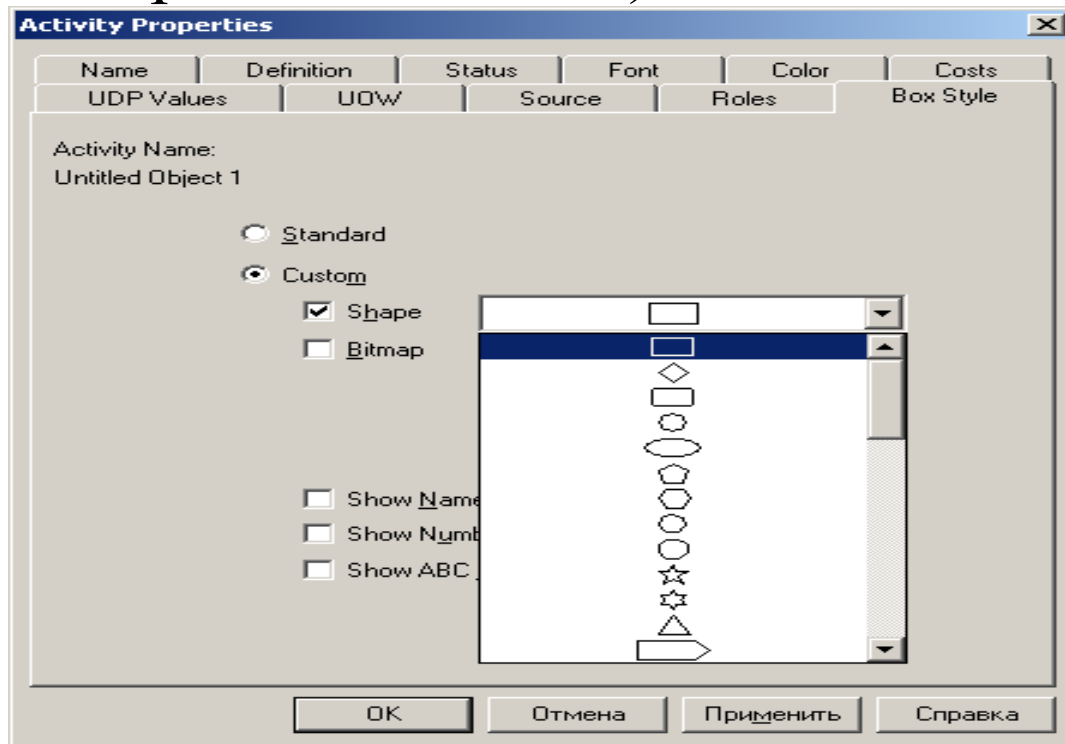 Activity Properties
Name Definition Status Font Color Costs
UDP Values UOW Source Roles Box Style
Activity Name:
Untitled Object 1
Standard
Custom
Shape
Bitmap
Show Name
Show Numb
Show ABC
OK Отмена Применить Справка